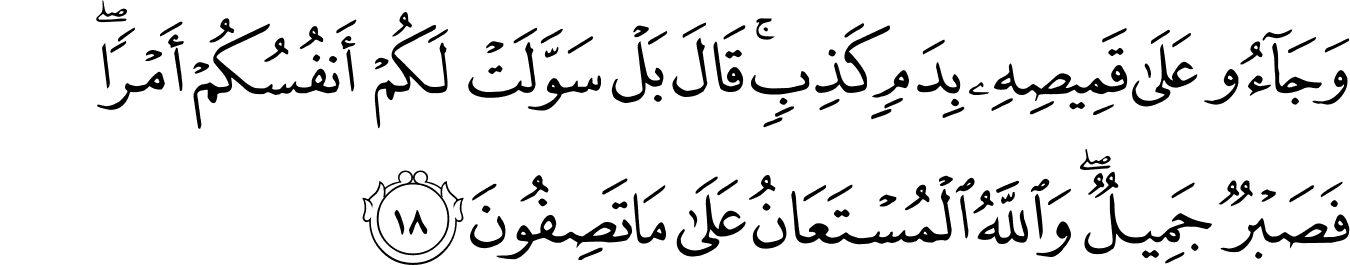 وَجَآءُو عَلَىٰ قَمِيصِهِۦ بِدَمٍ كَذِبٍ ۚ قَالَ بَلْ سَوَّلَتْ لَكُمْ أَنفُسُكُمْ أَمْرًا ۖ
فَصَبْرٌ جَمِيلٌ ۖ وَٱللَّهُ ٱلْمُسْتَعَانُ عَلَىٰ مَا تَصِفُونَ ١٨